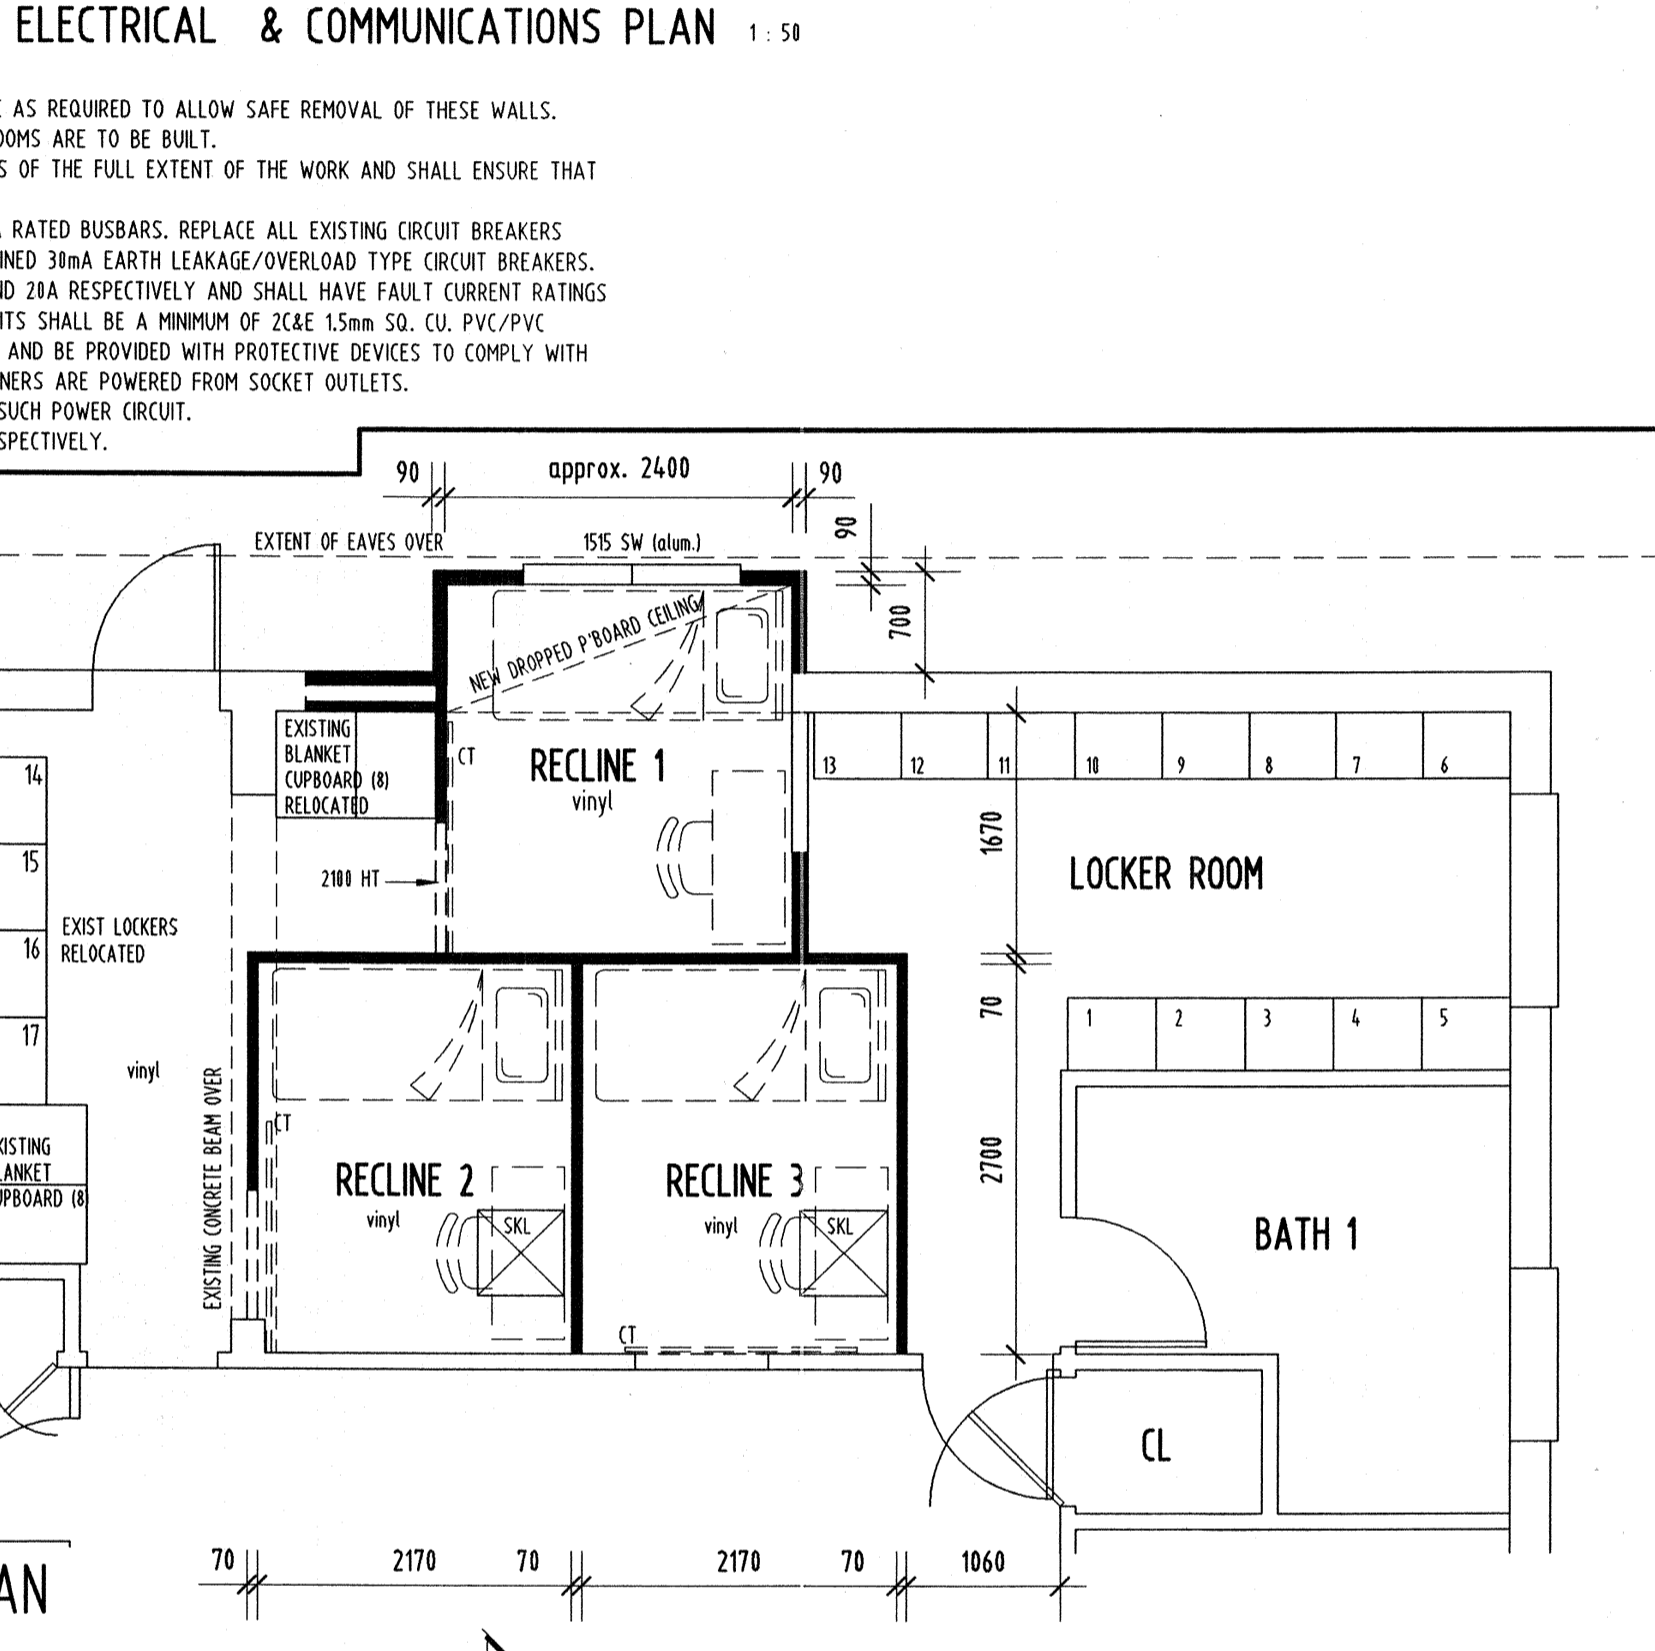 ELECTRICAL & COMMUNICATIONS PLAN 1 : 50
AS REQUIRED TO ALLOW SAFE REMOVAL OF THESE WALLS.
OOMS ARE TO BE BUILT.
S OF THE FULL EXTENT OF THE WORK AND SHALL ENSURE THAT
RATED BUSBARS. REPLACE ALL EXISTING CIRCUIT BREAKERS
INED 30mA EARTH LEAKAGE/OVERLOAD TYPE CIRCUIT BREAKERS.
ND 20A RESPECTIVELY AND SHALL HAVE FAULT CURRENT RATINGS
ITS SHALL BE A MINIMUM OF 2C&E 1.5mm SQ. CU. PVC/PVC
AND BE PROVIDED WITH PROTECTIVE DEVICES TO COMPLY WITH
NERS ARE POWERED FROM SOCKET OUTLETS.
SUCH POWER CIRCUIT.
SPECTIVELY.
90
approx. 2400
90
90
EXTENT OF EAVES OVER
1515 SW (alum.)
700
NEW DROPPED P'BOARD CEILING
EXISTING
BLANKET
CUPBOARD (8)
RELOCATED
CT
RECLINE 1
vinyl
13 12 11 10 9 8 7 6
14
15
16
17
1670
LOCKER ROOM
2100 HT
EXIST LOCKERS
RELOCATED
70
1 2 3 4 5
vinyl
EXISTING CONCRETE BEAM OVER
CT
XISTING
LANKET
UPBOARD (8
RECLINE 2
vinyl
SKL
RECLINE 3
vinyl
SKL
2700
BATH 1
CT
CL
70 2170 70 2170 70 1060
AN